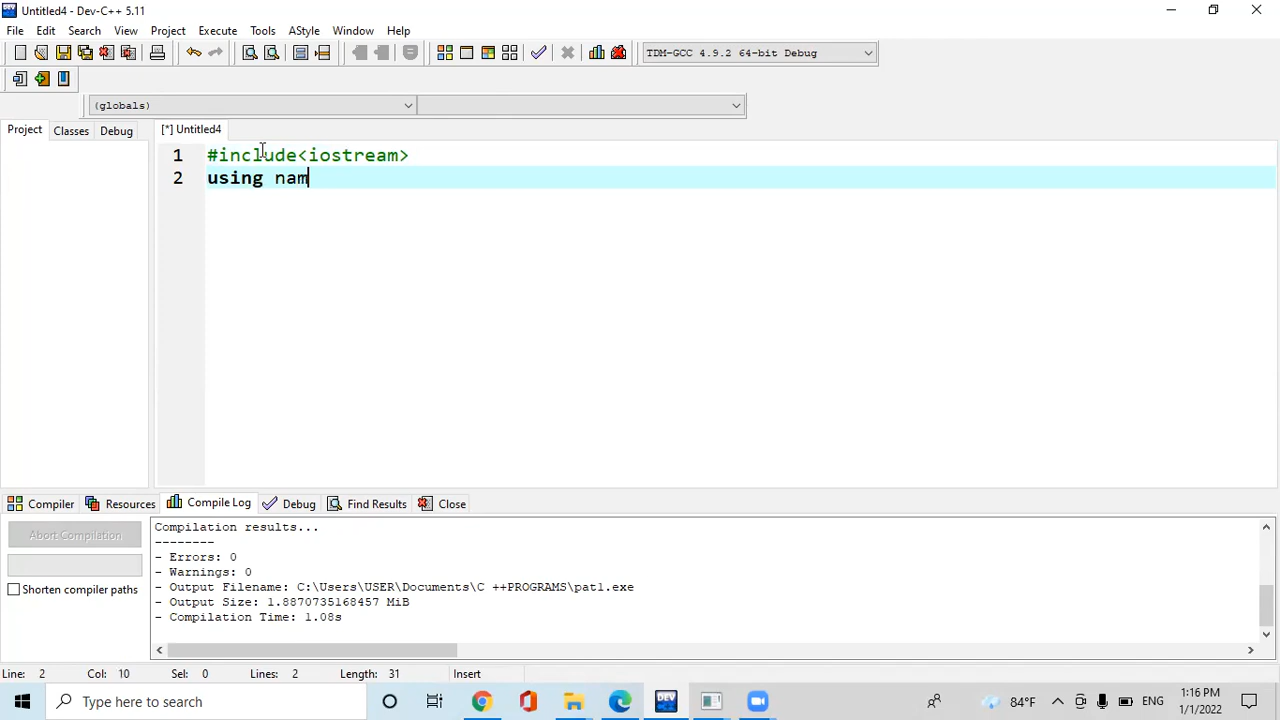 Untitled4 - Dev-C++ 5.11
File Edit Search View Project Execute Tools AStyle Window Help
TDM-GCC 4.9.2 64-bit Debug
(globals)
Project Classes Debug [*] Untitled4
1 #include<iostream>
2 using nam
Compiler Resources Compile Log Debug Find Results Close
Abort Compilation
Shorten compiler paths
Compilation results...
--------
- Errors: 0
- Warnings: 0
- Output Filename: C:\Users\USER\Documents\C ++PROGRAMS\pat1.exe
- Output Size: 1.8870735168457 MiB
- Compilation Time: 1.08s
Line: 2 Col: 10 Sel: 0 Lines: 2 Length: 31 Insert
Type here to search
DEV
84°F ENG
1:16 PM
1/1/2022